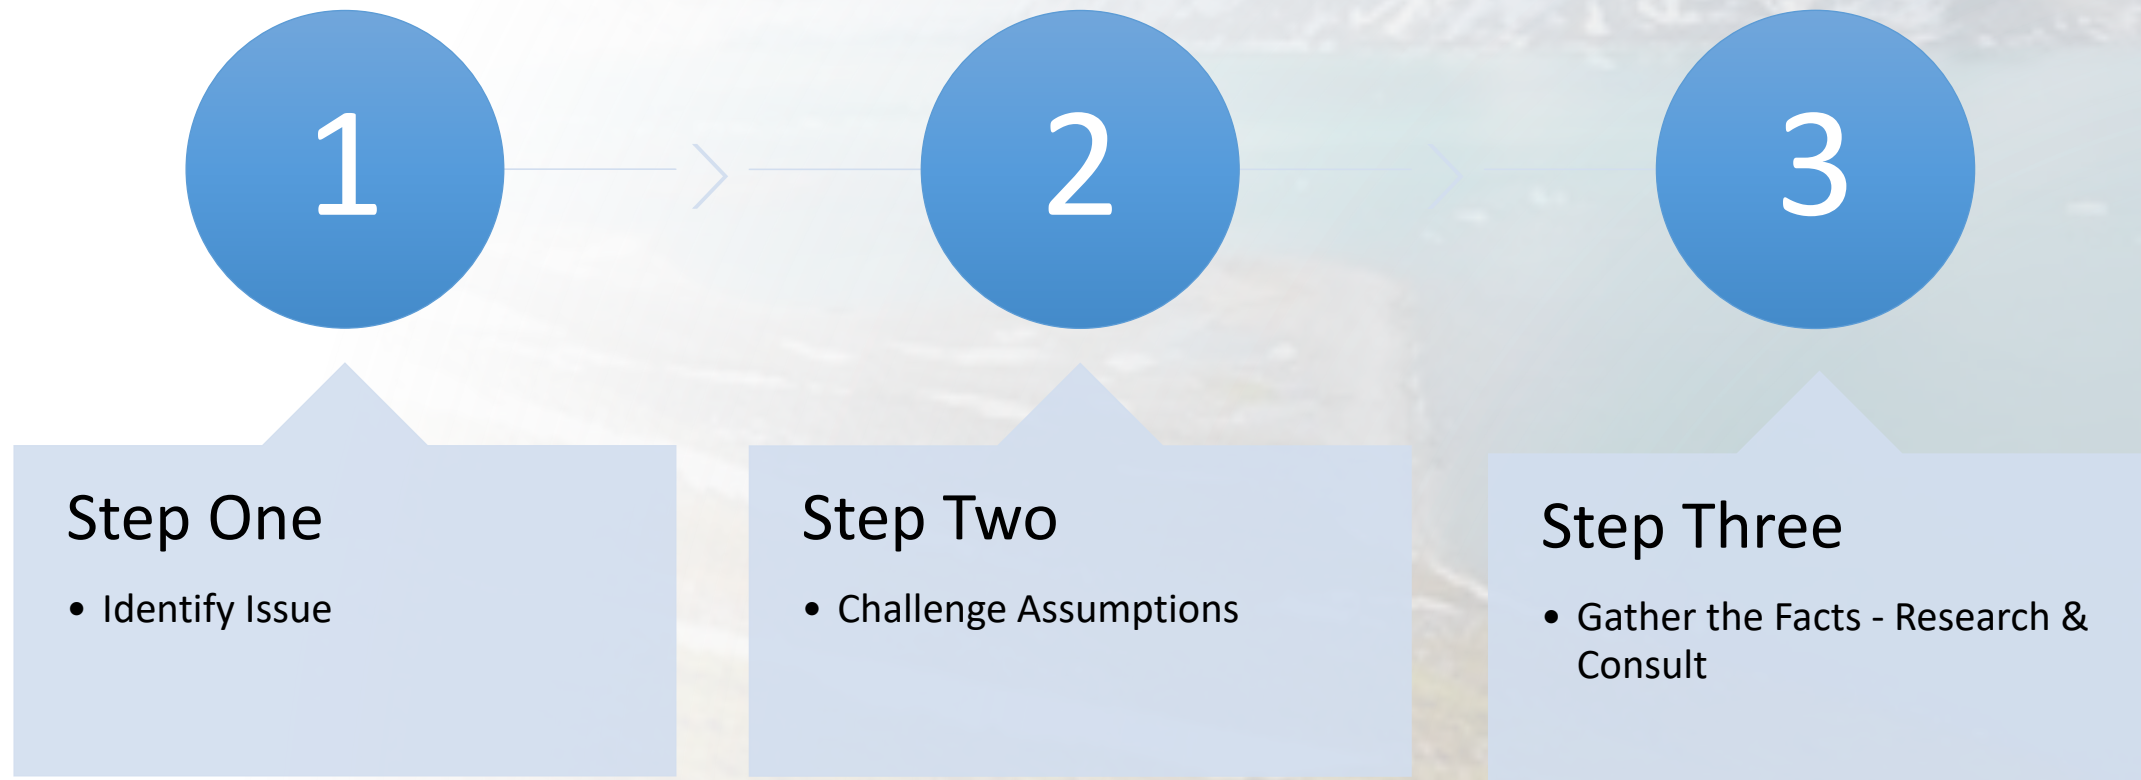 1
2
3
Step One
• Identify Issue
Step Two
• Challenge Assumptions
Step Three
• Gather the Facts - Research &
Consult